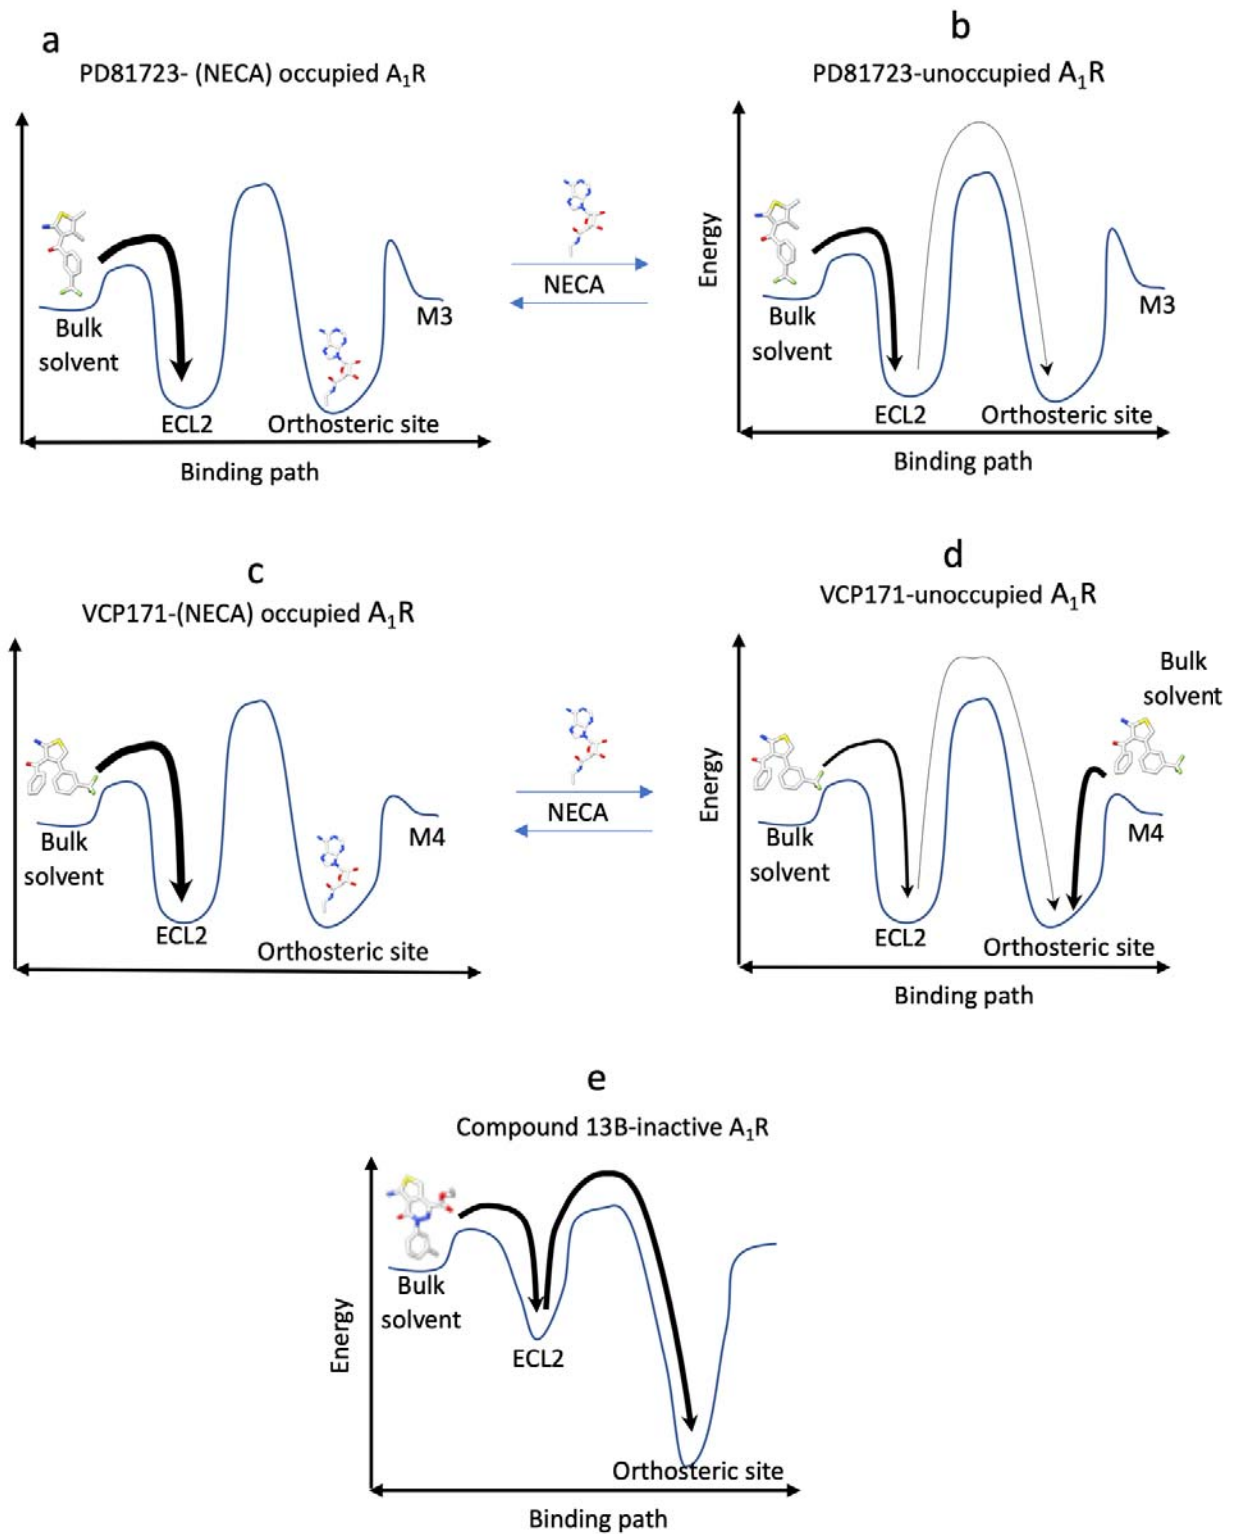 a
PD81723- (NECA) occupied A₁R
Bulk
solvent
ECL2
Orthosteric site
M3
Binding path
NECA
b
PD81723-unoccupied A₁R
Energy
Bulk
solvent
ECL2
Orthosteric site
M3
Binding path
c
VCP171-(NECA) occupied A₁R
Bulk
solvent
ECL2
Orthosteric site
M4
NECA
d
VCP171-unoccupied A₁R
Bulk
solvent
Energy
Bulk
solvent
ECL2
Orthosteric site
M4
Binding path
e
Compound 13B-inactive A₁R
Energy
Bulk
solvent
ECL2
Orthosteric site
Binding path